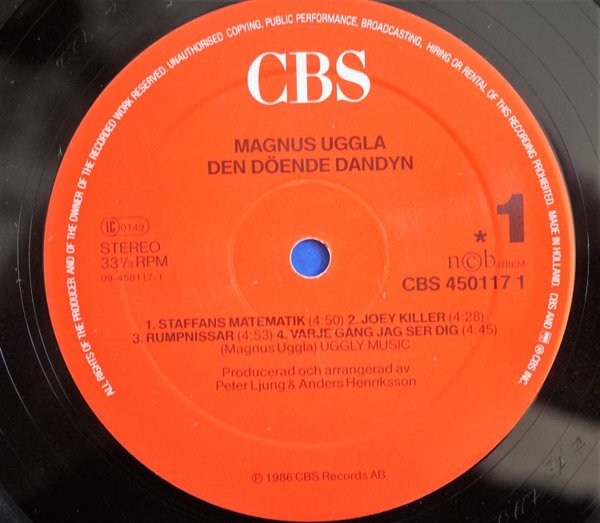 ALL RIGHTS OF THE PRODUCER AND OF THE OWNER OF THE RECORDED WORK RESERVED. UNAUTHORISED COPYING, PUBLIC PERFORMANCE, BROADCASTING, HIRING OR RENTAL OF THIS RECORDING PROHIBITED. MADE IN HOLLAND. CBS AND ® © CBS INC.
CBS
MAGNUS UGGLA
DEN DÖENDE DANDYN
LC 0149
STEREO
33⅓ RPM
09-450117-1
* 1
n©b/BIEM
CBS 450117 1
1. STAFFANS MATEMATIK (4:50) 2. JOEY KILLER (4:28)
3. RUMPNISSAR (4:53) 4. VARJE GÅNG JAG SER DIG (4:45)
(Magnus Uggla) UGGLY MUSIC
Producerad och arrangerad av
Peter Ljung & Anders Henriksson
℗ 1986 CBS Records AB